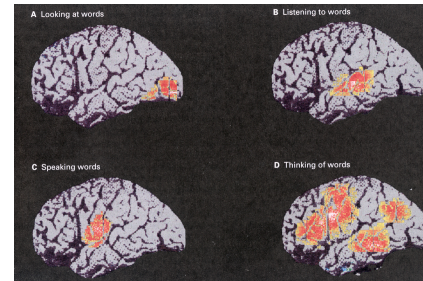 A Looking at words
B Listening to words
C Speaking words
D Thinking of words